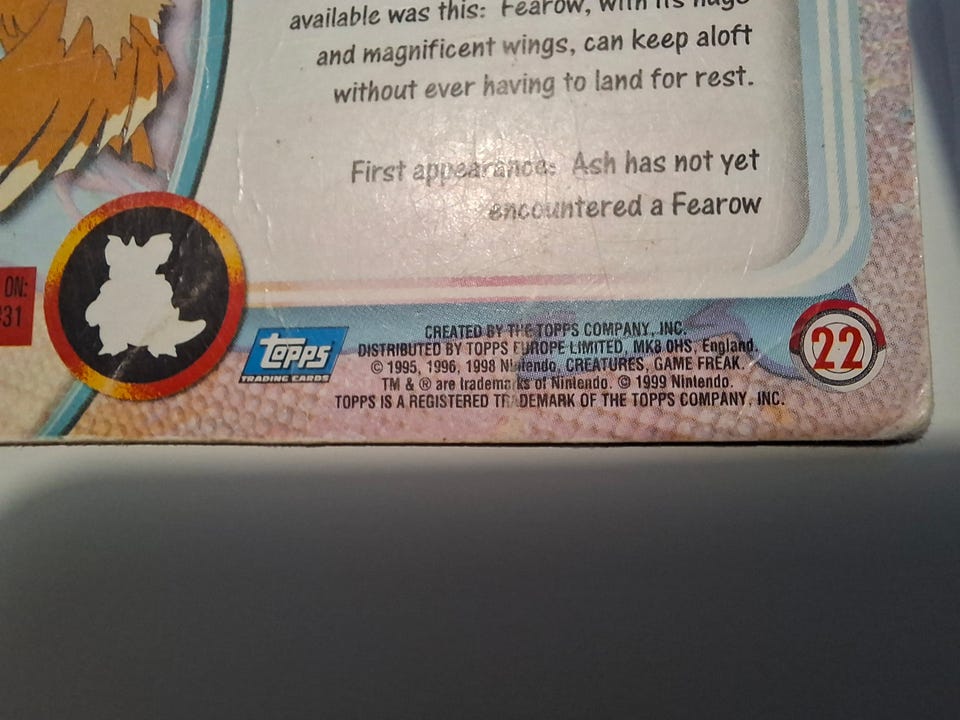 available was this: Fearow, with its huge
and magnificent wings, can keep aloft
without ever having to land for rest.
First appearance: Ash has not yet
encountered a Fearow
ON:
31
topps
TRADING CARDS
CREATED BY THE TOPPS COMPANY, INC.
DISTRIBUTED BY TOPPS EUROPE LIMITED, MK8 0HS, England.
© 1995, 1996, 1998 Nintendo, CREATURES, GAME FREAK.
TM & ® are trademarks of Nintendo. © 1999 Nintendo.
TOPPS IS A REGISTERED TRADEMARK OF THE TOPPS COMPANY, INC.
22